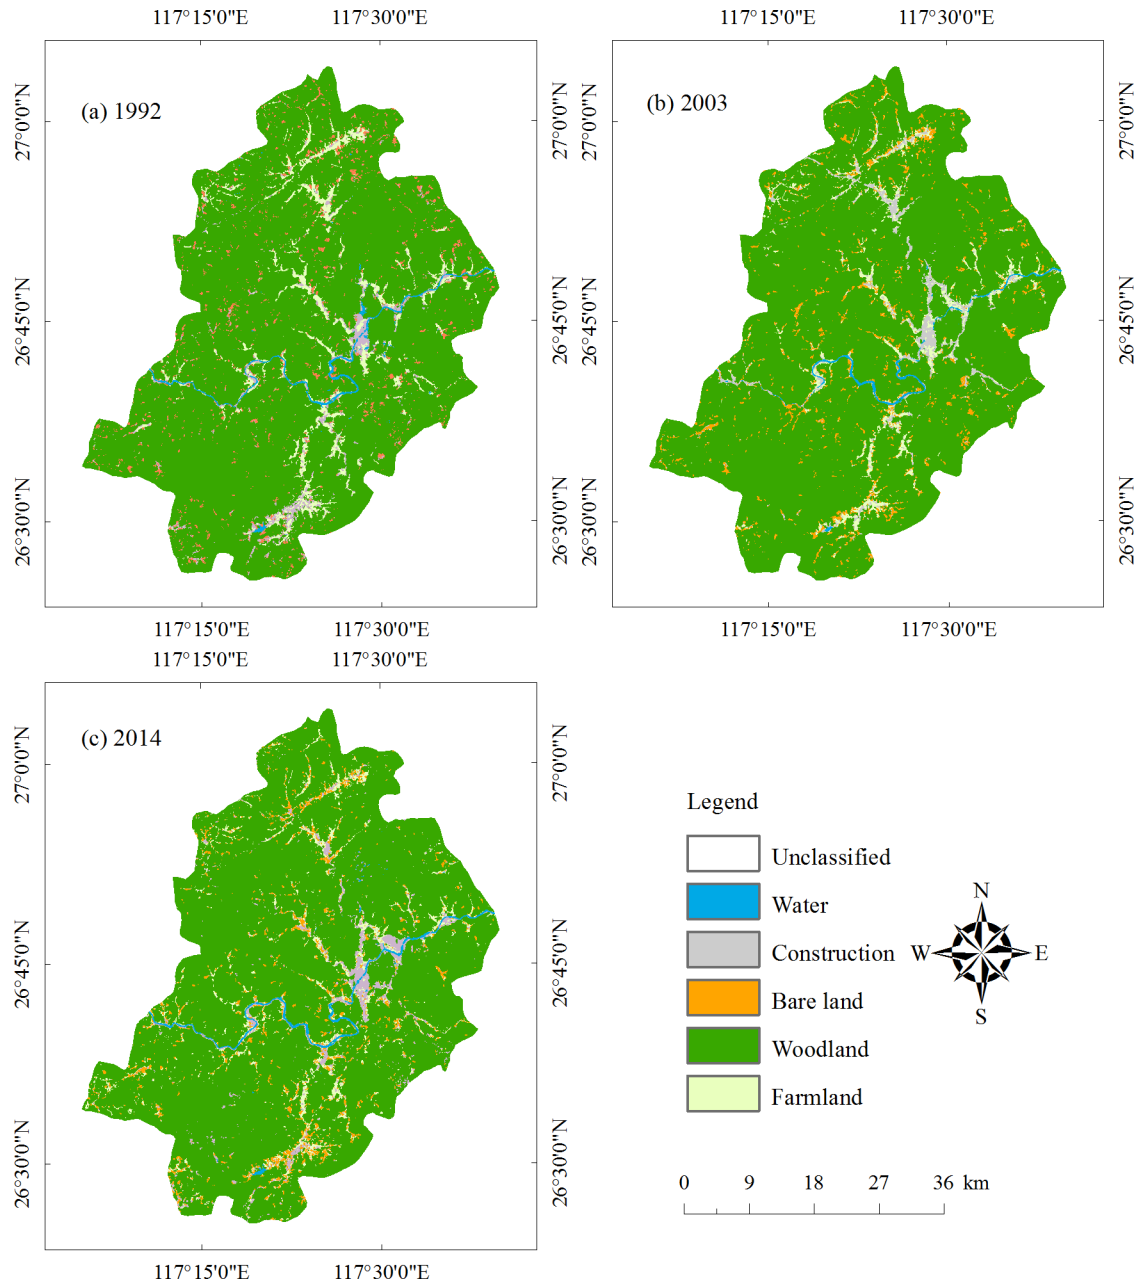 117°15'0"E 117°30'0"E 117°15'0"E 117°30'0"E
(a) 1992
(b) 2003
27°0'0"N 27°0'0"N 27°0'0"N 27°0'0"N
26°45'0"N 26°45'0"N 26°45'0"N 26°45'0"N
26°30'0"N 26°30'0"N 26°30'0"N 26°30'0"N
117°15'0"E 117°30'0"E 117°15'0"E 117°30'0"E
117°15'0"E 117°30'0"E
(c) 2014
27°0'0"N 27°0'0"N
26°45'0"N 26°45'0"N
26°30'0"N 26°30'0"N
117°15'0"E 117°30'0"E
Legend
Unclassified
Water
Construction
Bare land
Woodland
Farmland
N
W E
S
0 9 18 27 36 km